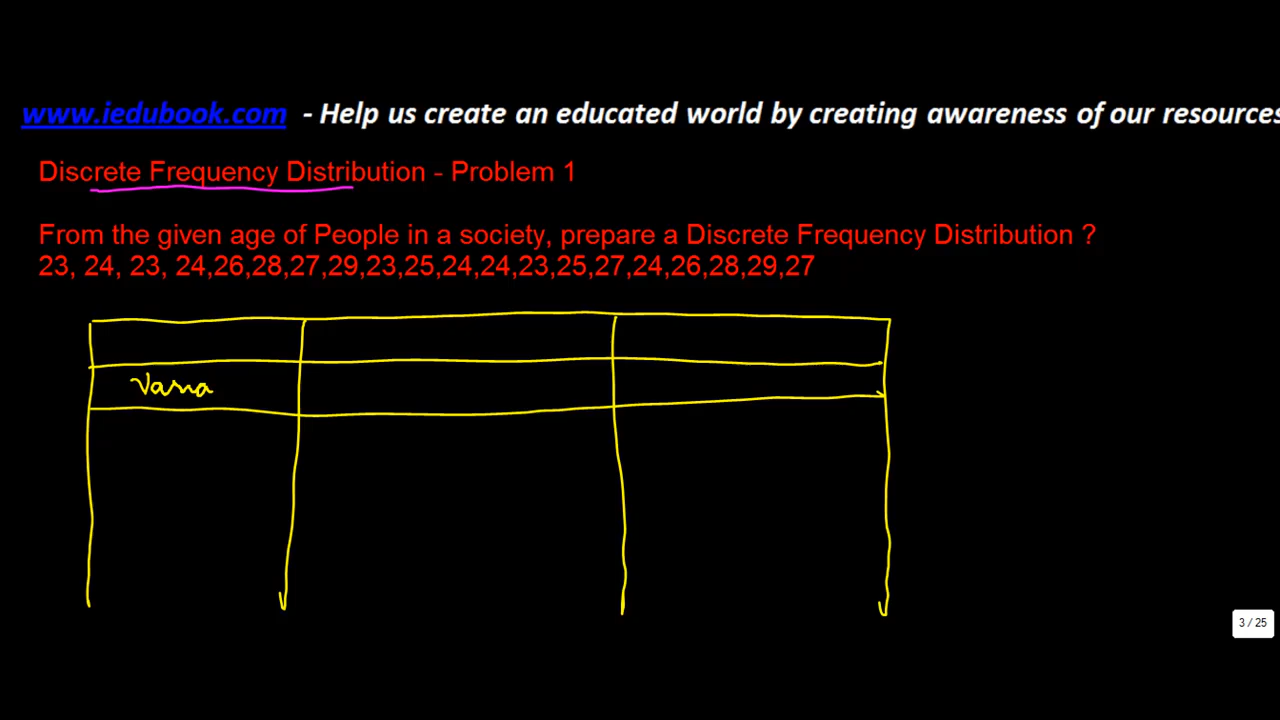 www.iedubook.com - Help us create an educated world by creating awareness of our resources
Discrete Frequency Distribution - Problem 1
From the given age of People in a society, prepare a Discrete Frequency Distribution ?
23, 24, 23, 24,26,28,27,29,23,25,24,24,23,25,27,24,26,28,29,27
3 / 25